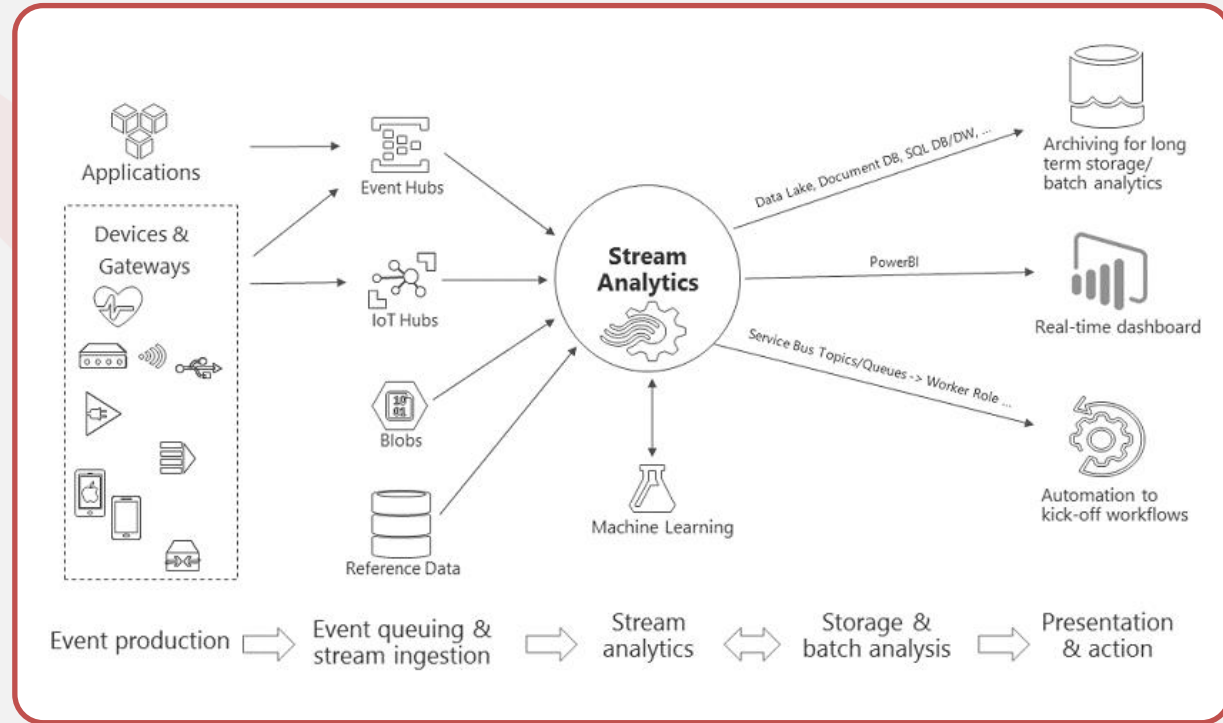 Applications
Devices &
Gateways
Event Hubs
IoT Hubs
10
01
Blobs
Reference Data
Stream
Analytics
Machine Learning
Data Lake, Document DB, SQL DB/DW, ...
PowerBI
Service Bus Topics/Queues -> Worker Role ...
Archiving for long
term storage/
batch analytics
Real-time dashboard
Automation to
kick-off workflows
Event production
Event queuing &
stream ingestion
Stream
analytics
Storage &
batch analysis
Presentation
& action